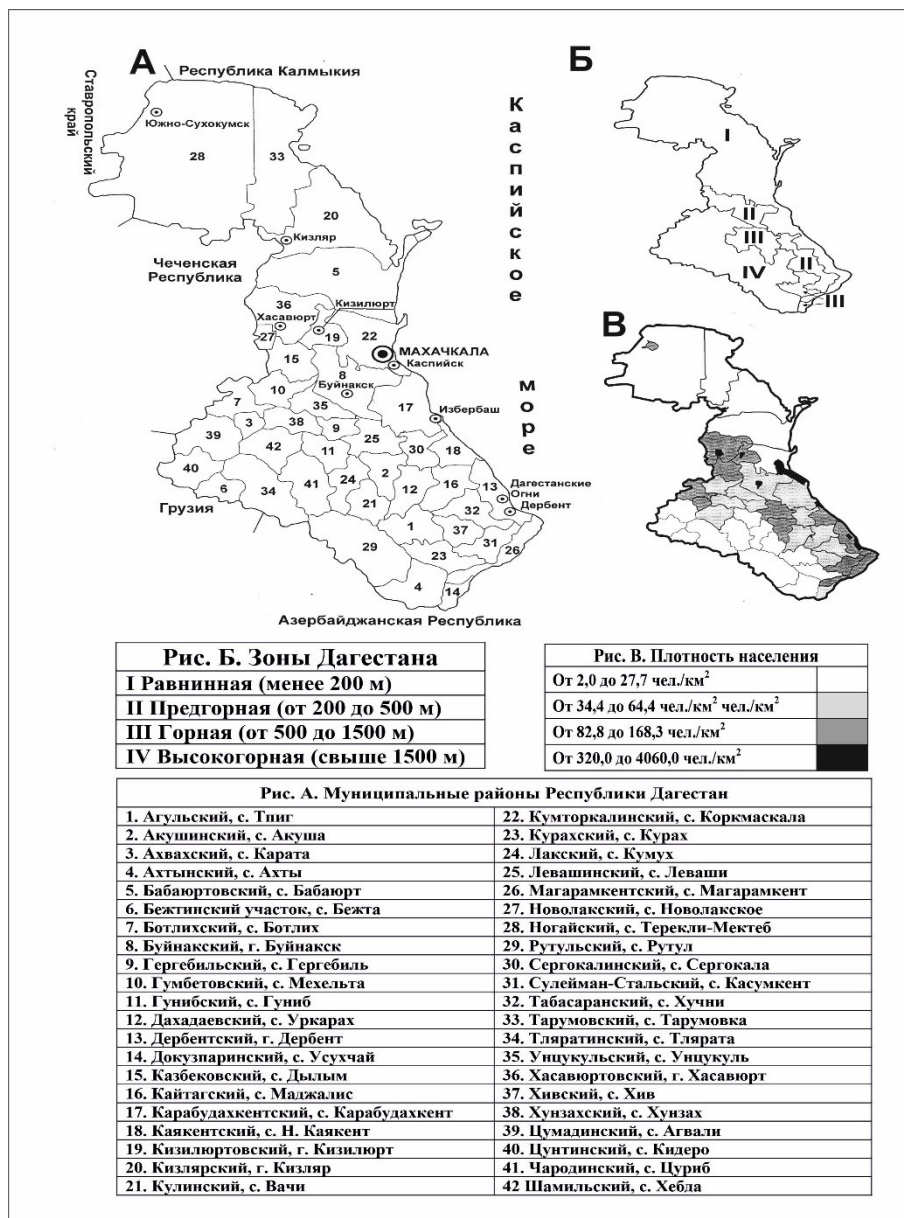 А
Республика Калмыкия
Ставропольский край
Южно-Сухокумск
28
33
20
Кизляр
Чеченская
Республика
5
36
Кизилюрт
Хасавюрт
27
19
22
МАХАЧКАЛА
Каспийск
15
8
Буйнакск
10
7
35
17
Избербаш
3
38
9
39
42
11
25
30
18
40
6
34
41
24
2
12
16
13
Дагестанские
Огни
Дербент
Грузия
21
32
1
37
29
23
31
26
4
14
Азербайджанская Республика
Каспийское
море
Б
I
II
III
II
IV
III
В
Рис. Б. Зоны Дагестана
I Равнинная (менее 200 м)
II Предгорная (от 200 до 500 м)
III Горная (от 500 до 1500 м)
IV Высокогорная (свыше 1500 м)
Рис. В. Плотность населения
От 2,0 до 27,7 чел./км²
От 34,4 до 64,4 чел./км² чел./км²
От 82,8 до 168,3 чел./км²
От 320,0 до 4060,0 чел./км²
Рис. А. Муниципальные районы Республики Дагестан
1. Агульский, с. Тпиг
2. Акушинский, с. Акуша
3. Ахвахский, с. Карата
4. Ахтынский, с. Ахты
5. Бабаюртовский, с. Бабаюрт
6. Бежтинский участок, с. Бежта
7. Ботлихский, с. Ботлих
8. Буйнакский, г. Буйнакск
9. Гергебильский, с. Гергебиль
10. Гумбетовский, с. Мехельта
11. Гунибский, с. Гуниб
12. Дахадаевский, с. Уркарах
13. Дербентский, г. Дербент
14. Докузпаринский, с. Усухчай
15. Казбековский, с. Дылым
16. Кайтагский, с. Маджалис
17. Карабудахкентский, с. Карабудахкент
18. Каякентский, с. Н. Каякент
19. Кизилюртовский, г. Кизилюрт
20. Кизлярский, г. Кизляр
21. Кулинский, с. Вачи
22. Кумторкалинский, с. Коркмаскала
23. Курахский, с. Курах
24. Лакский, с. Кумух
25. Левашинский, с. Леваши
26. Магарамкентский, с. Магарамкент
27. Новолакский, с. Новолакское
28. Ногайский, с. Терекли-Мектеб
29. Рутульский, с. Рутул
30. Сергокалинский, с. Сергокала
31. Сулейман-Стальский, с. Касумкент
32. Табасаранский, с. Хучни
33. Тарумовский, с. Тарумовка
34. Тляратинский, с. Тлярата
35. Унцукульский, с. Унцукуль
36. Хасавюртовский, г. Хасавюрт
37. Хивский, с. Хив
38. Хунзахский, с. Хунзах
39. Цумадинский, с. Агвали
40. Цунтинский, с. Кидеро
41. Чародинский, с. Цуриб
42 Шамильский, с. Хебда